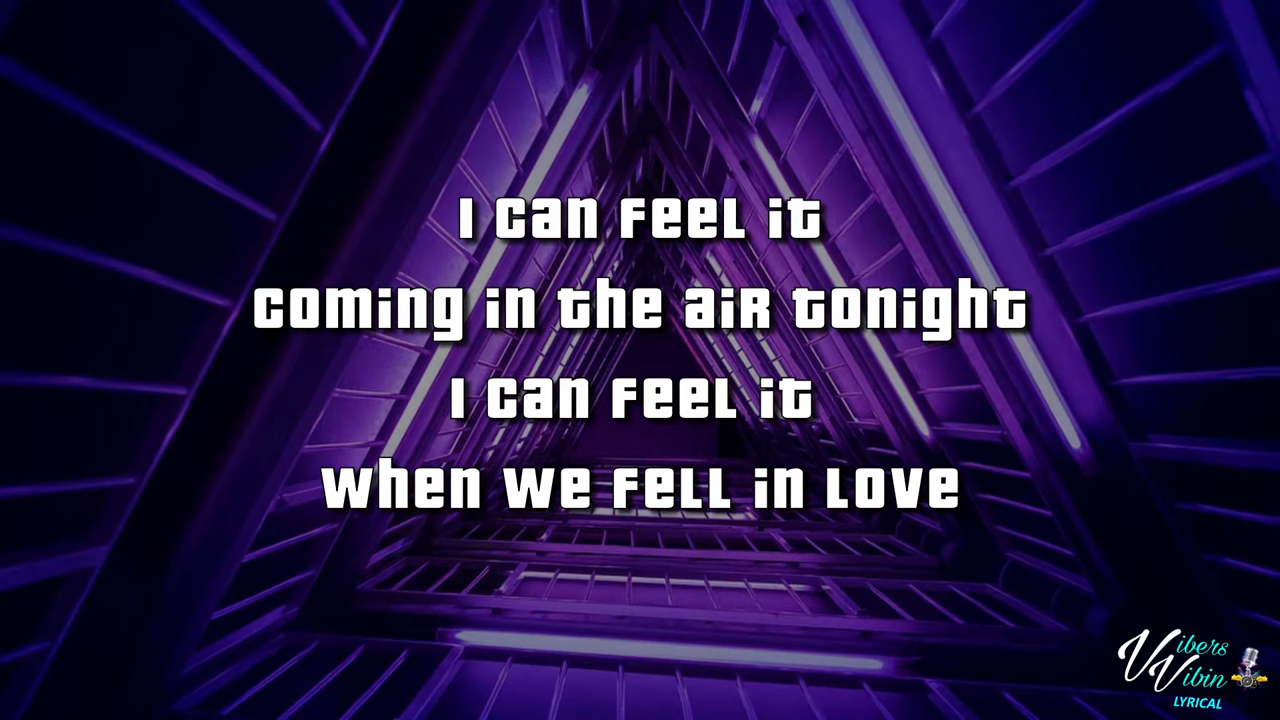 I can feel it
coming in the air tonight
I can feel it
when we fell in love
Vibers
Vibin
LYRICAL